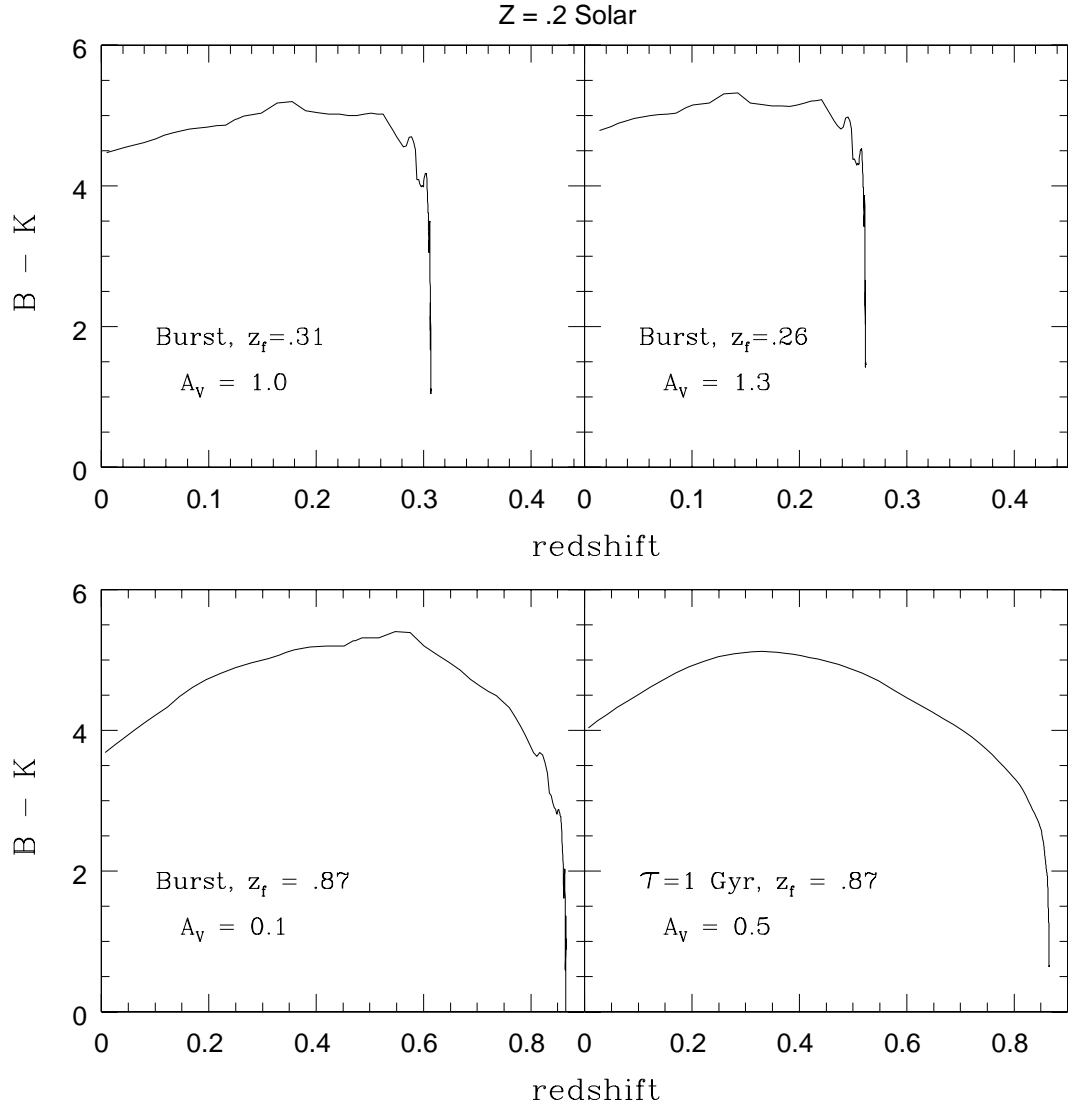 Z = .2 Solar
6
4
2
0
B - K
Burst, z_f=.31
A_V = 1.0
Burst, z_f=.26
A_V = 1.3
0 0.1 0.2 0.3 0.4
0 0.1 0.2 0.3 0.4
redshift
6
4
2
0
B - K
Burst, z_f = .87
A_V = 0.1
τ=1 Gyr, z_f = .87
A_V = 0.5
0 0.2 0.4 0.6 0.8
0 0.2 0.4 0.6 0.8
redshift